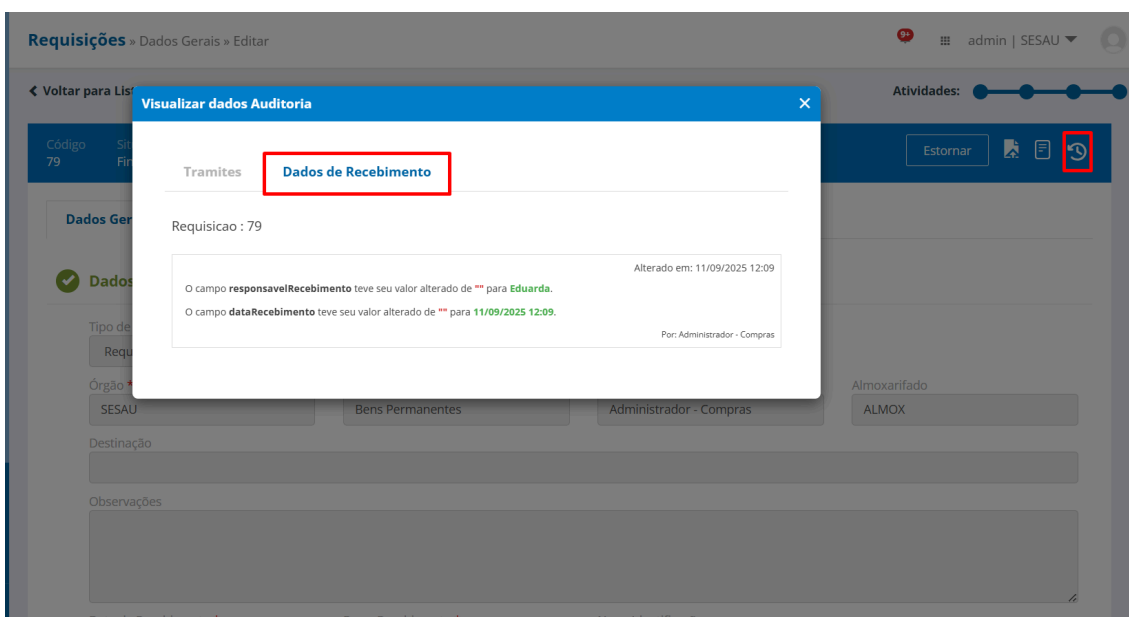 Requisições » Dados Gerais » Editar
9+
admin | SESAU
Voltar para List
Atividades:
Visualizar dados Auditoria
Código
79
Estornar
Tramites
Dados de Recebimento
Dados Ger
Requisicao : 79
Alterado em: 11/09/2025 12:09
O campo responsavelRecebimento teve seu valor alterado de "" para Eduarda.
O campo dataRecebimento teve seu valor alterado de "" para 11/09/2025 12:09.
Por: Administrador - Compras
Dados
Tipo de
Requ
Órgão *
Almoxarifado
SESAU
Bens Permanentes
Administrador - Compras
ALMOX
Destinação
Observações